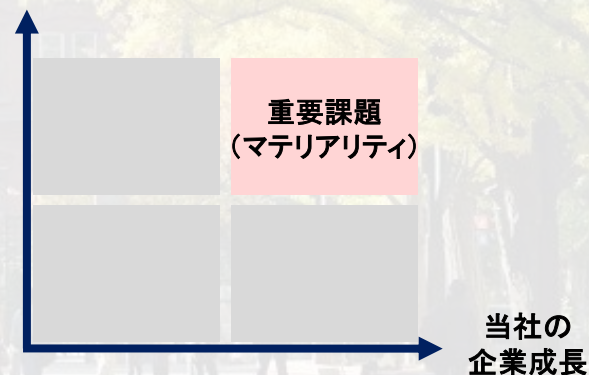 重要課題
（マテリアリティ）
当社の
企業成長